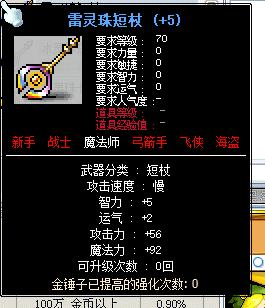 雷灵珠短杖 (+5)
要求等级: 70
要求力量: 0
要求敏捷: 0
要求智力: 0
要求运气: 0
要求人气度: -
道具等级: -
道具经验值: -
新手 战士 魔法师 弓箭手 飞侠 海盗
武器分类 : 短杖
攻击速度 : 慢
智力 : +5
运气 : +2
攻击力 : +56
魔法力 : +92
可升级次数 : 0回
金锤子已提高的强化次数: 0
100万 金币以上 0.90%